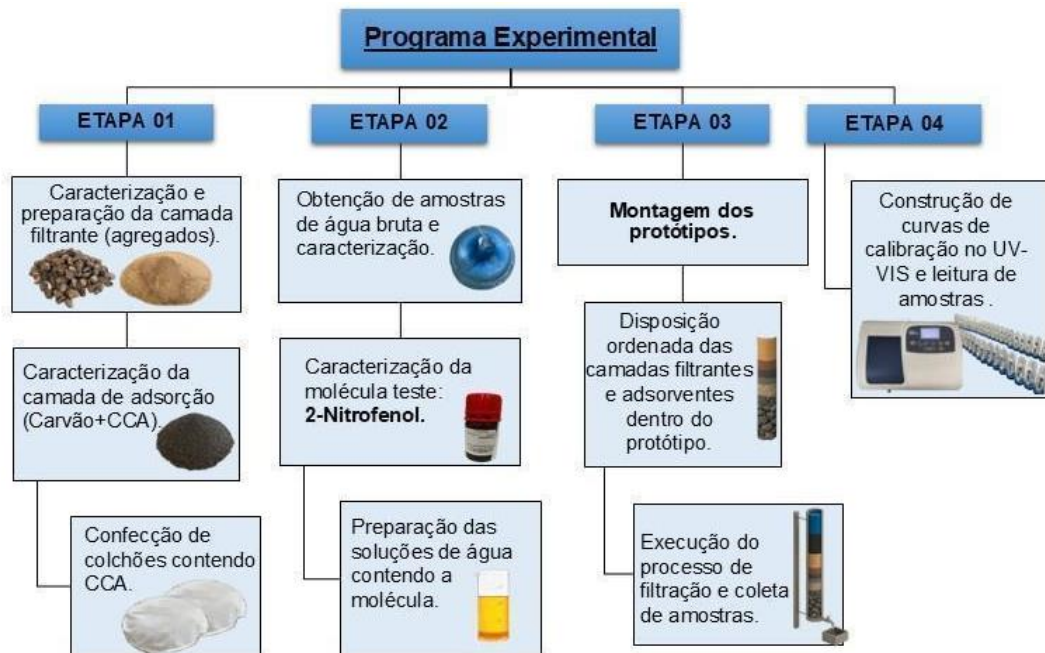 Programa Experimental
ETAPA 01
Caracterização e
preparação da camada
filtrante (agregados).
Caracterização da
camada de adsorção
(Carvão+CCA).
Confecção de
colchões contendo
CCA.
ETAPA 02
Obtenção de amostras
de água bruta e
caracterização.
Caracterização da
molécula teste:
2-Nitrofenol.
Preparação das
soluções de água
contendo a
molécula.
ETAPA 03
Montagem dos
protótipos.
Disposição
ordenada das
camadas filtrantes
e adsorventes
dentro do
protótipo.
Execução do
processo de
filtração e coleta
de amostras.
ETAPA 04
Construção de
curvas de
calibração no UV-
VIS e leitura de
amostras .